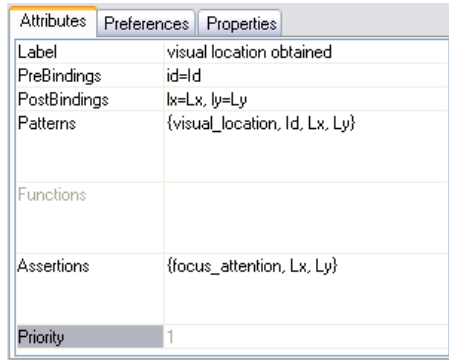 Attributes Preferences Properties
Label visual location obtained
PreBindings id=Id
PostBindings lx=Lx, ly=Ly
Patterns {visual_location, Id, Lx, Ly}
Functions
Assertions {focus_attention, Lx, Ly}
Priority 1